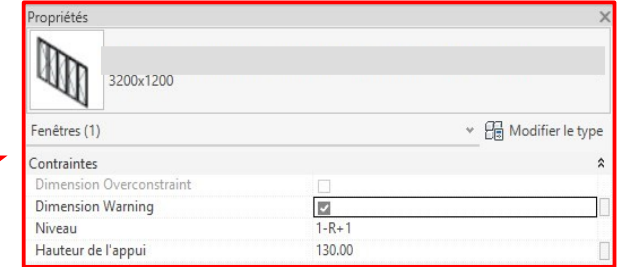 Propriétés
3200x1200
Fenêtres (1) Modifier le type
Contraintes
Dimension Overconstraint
Dimension Warning
Niveau 1-R+1
Hauteur de l'appui 130.00